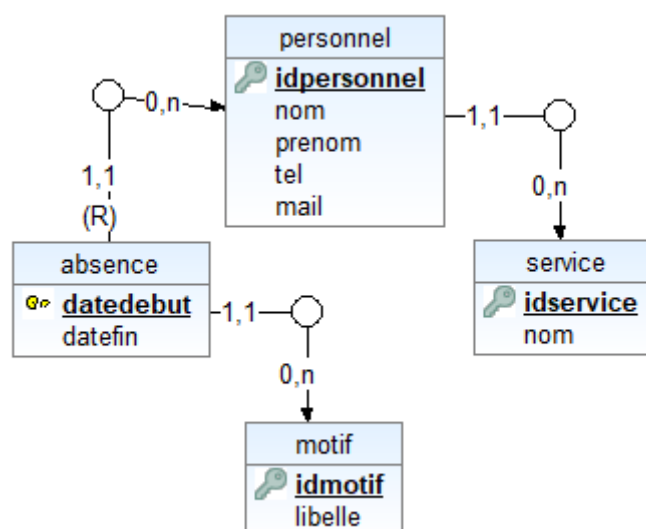 personnel
idpersonnel
nom
prenom
tel
mail
0,n
1,1
1,1
(R)
0,n
absence
datedebut
datefin
1,1
service
idservice
nom
0,n
motif
idmotif
libelle